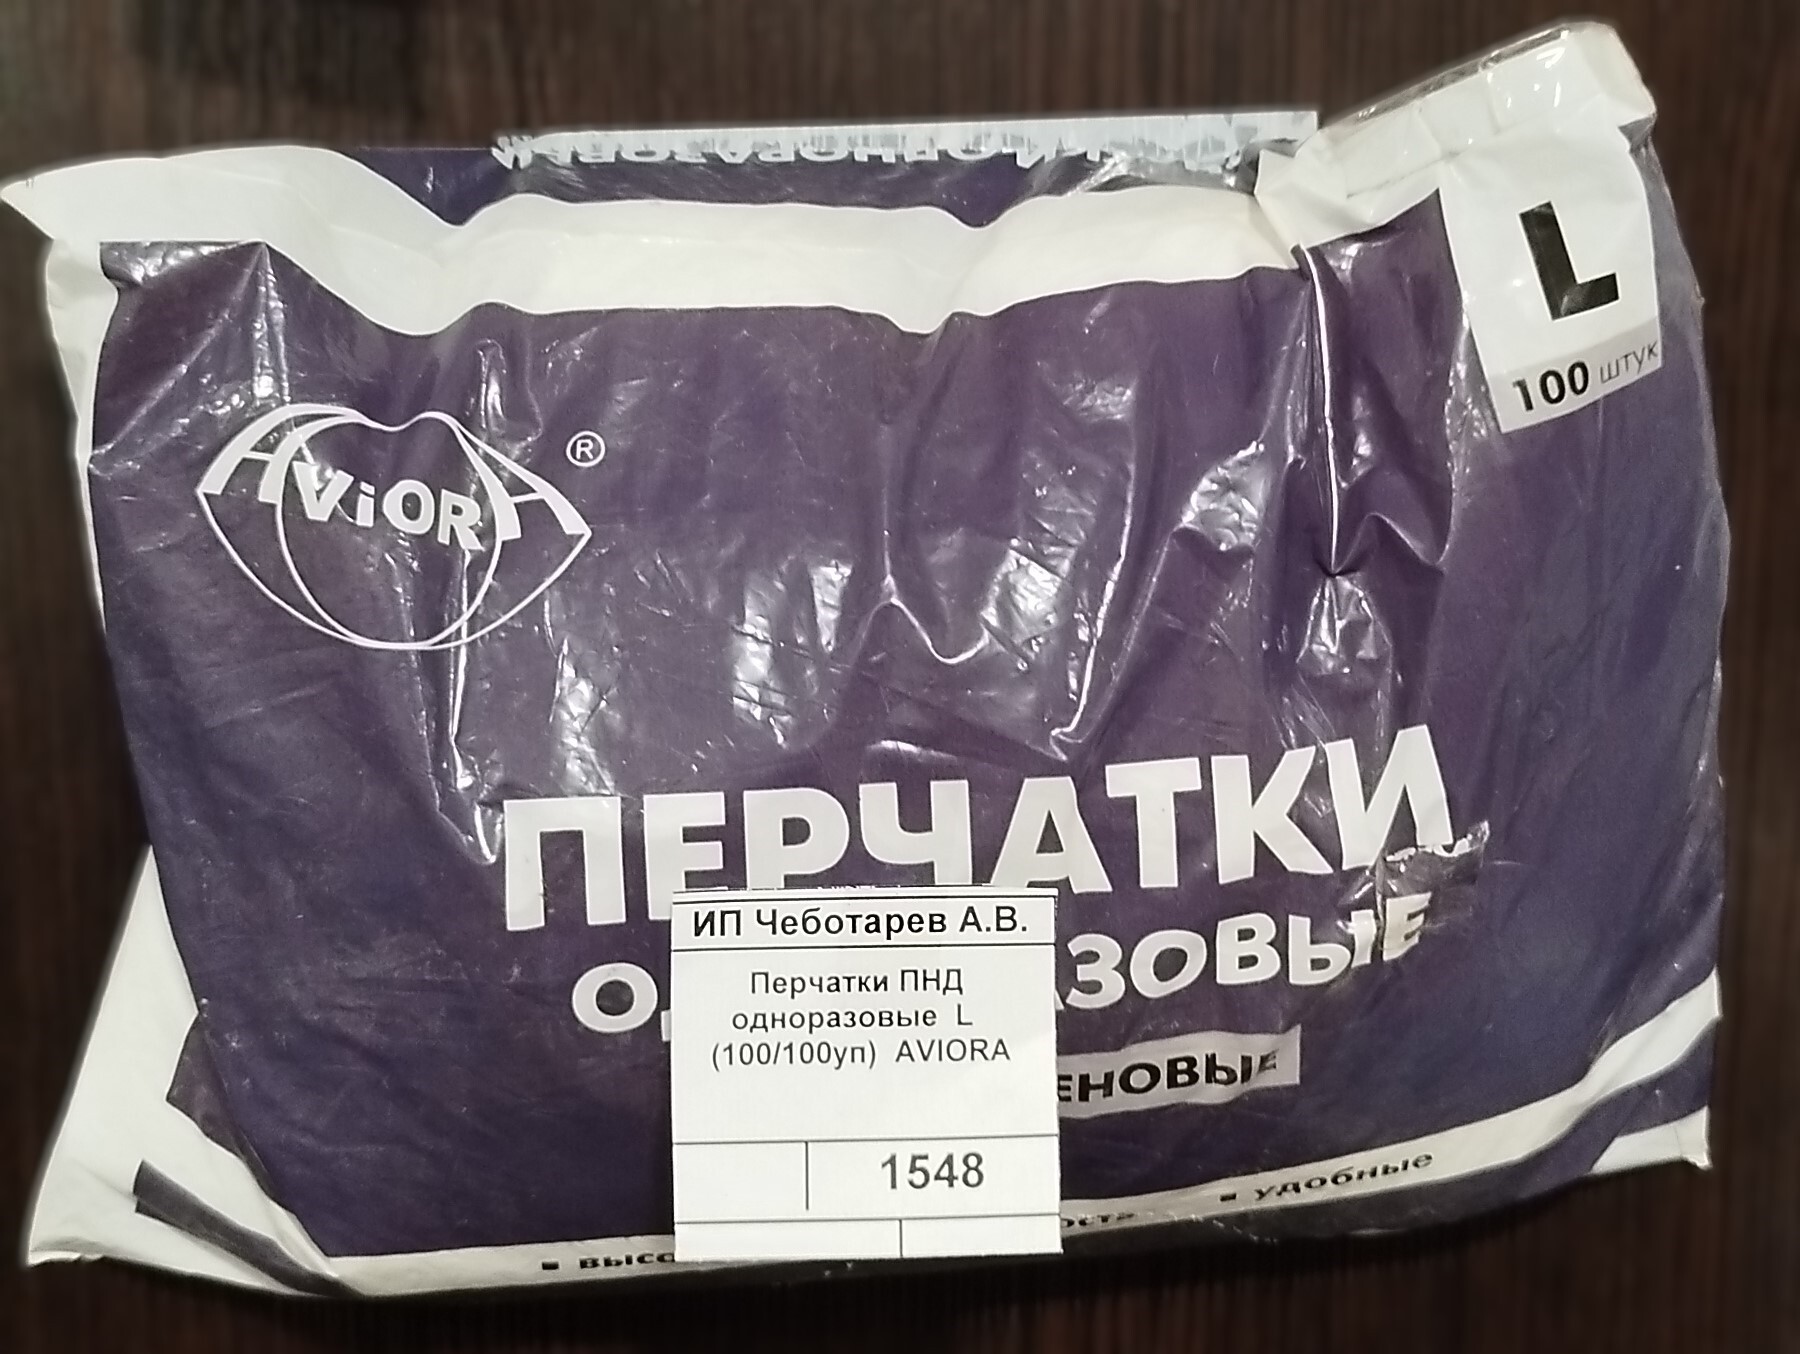 L
100 штук
AViORA ®
ПЕРЧАТКИ
ИП Чеботарев А.В.
Перчатки ПНД
одноразовые L
(100/100уп) AVIORA
1548
▪ удобные